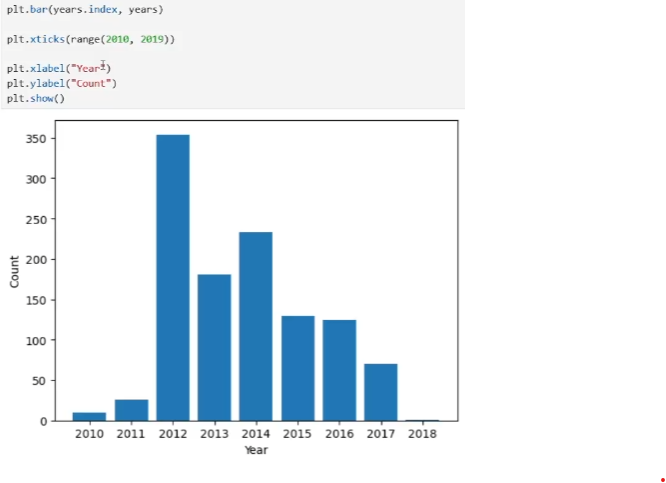 plt.bar(years.index, years)
plt.xticks(range(2010, 2019))
plt.xlabel("Year")
plt.ylabel("Count")
plt.show()
350
300
250
200
150
100
50
0
Count
2010 2011 2012 2013 2014 2015 2016 2017 2018
Year